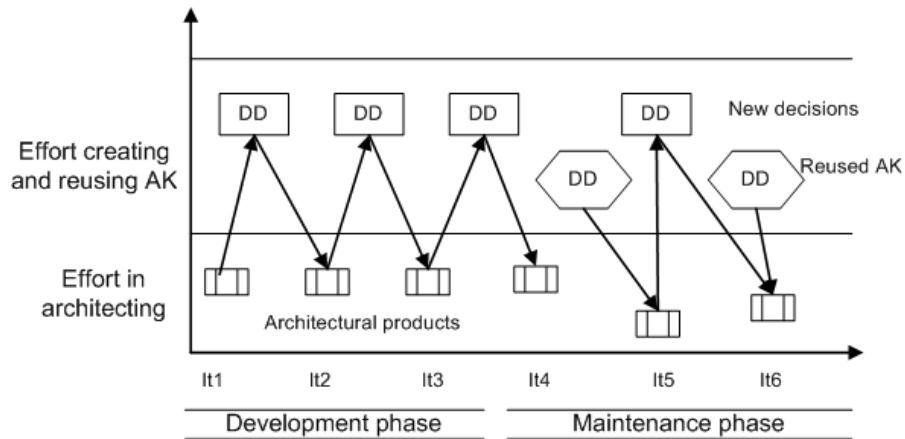 DD
DD
DD
DD
New decisions
Effort creating
and reusing AK
DD
DD
Reused AK
Effort in
architecting
Architectural products
It1
It2
It3
It4
It5
It6
Development phase
Maintenance phase